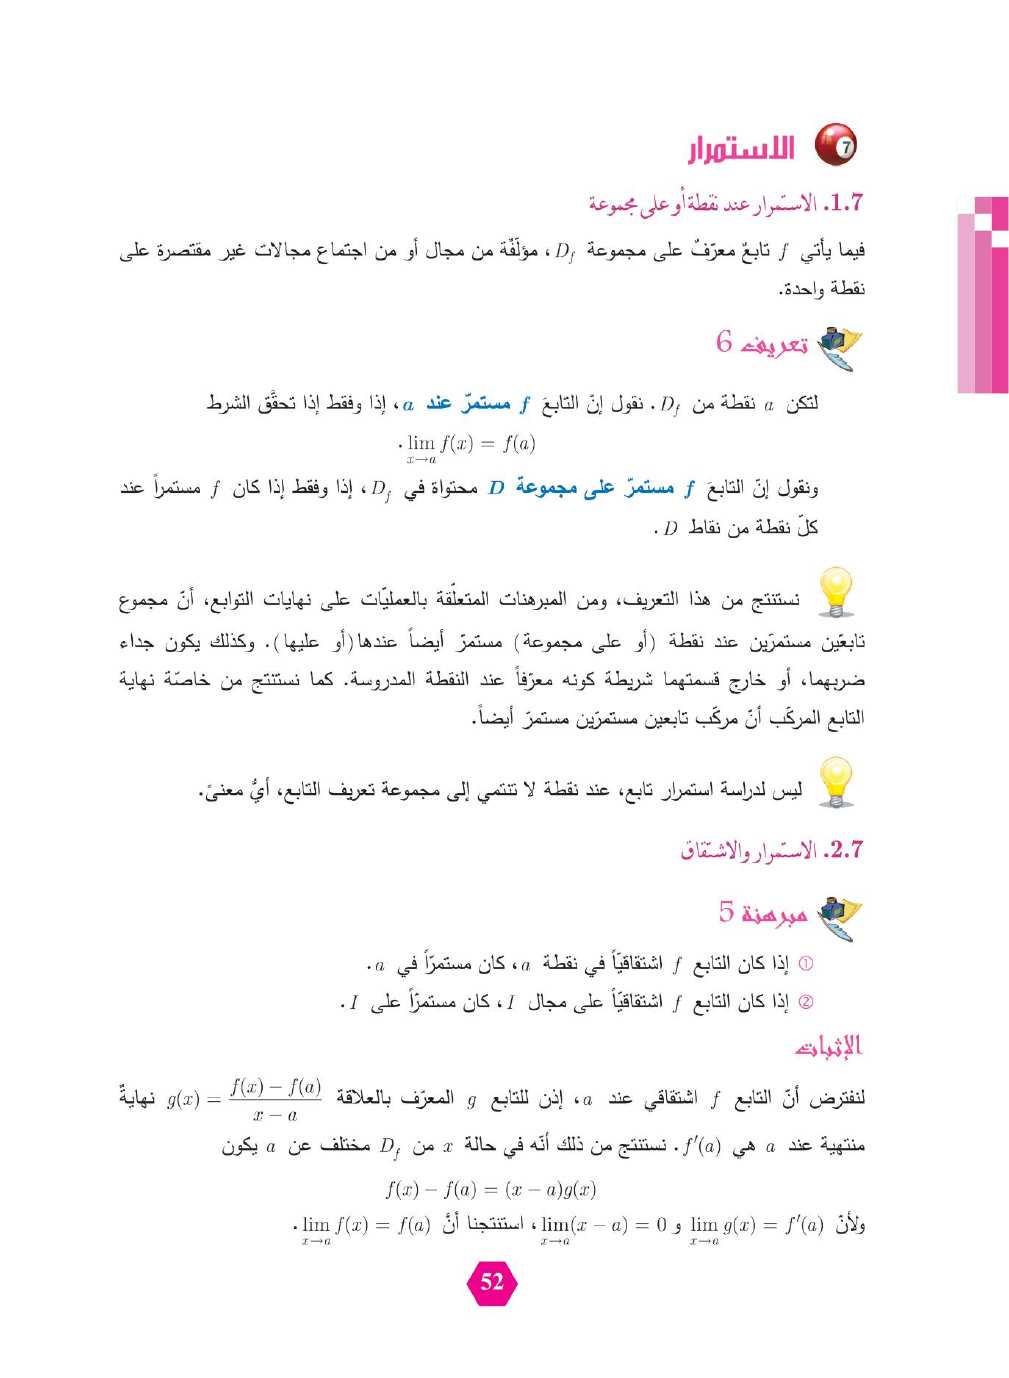 7 الاستمرار
1.7. الاستمرار عند نقطة أو على مجموعة
فيما يأتي f تابعٌ معرّفٌ على مجموعة D_f، مؤلّفة من مجال أو من اجتماع مجالات غير مقتصرة على
نقطة واحدة.
تعريف 6
لتكن a نقطة من D_f. نقول إنّ التابعَ f مستمرّ عند a، إذا وفقط إذا تحقَّق الشرط
lim_{x→a} f(x) = f(a).
ونقول إنّ التابعَ f مستمرّ على مجموعة D محتواة في D_f، إذا وفقط إذا كان f مستمراً عند
كلّ نقطة من نقاط D.
نستنتج من هذا التعريف، ومن المبرهنات المتعلّقة بالعمليّات على نهايات التوابع، أنّ مجموع
تابعّين مستمرّين عند نقطة (أو على مجموعة) مستمرّ أيضاً عندها(أو عليها). وكذلك يكون جداء
ضربهما، أو خارج قسمتهما شريطة كونه معرّفاً عند النقطة المدروسة. كما نستنتج من خاصّة نهاية
التابع المركّب أنّ مركّب تابعين مستمرّين مستمرّ أيضاً.
ليس لدراسة استمرار تابع، عند نقطة لا تنتمي إلى مجموعة تعريف التابع، أيُّ معنىً.
2.7. الاستمرار والاشتقاق
مبرهنة 5
① إذا كان التابع f اشتقاقيّاً في نقطة a، كان مستمرّاً في a.
② إذا كان التابع f اشتقاقيّاً على مجال I، كان مستمرّاً على I.
الإثبات
لنفترض أنّ التابع f اشتقاقي عند a، إذن للتابع g المعرّف بالعلاقة g(x) = \frac{f(x) − f(a)}{x − a} نهايةٌ
منتهية عند a هي f′(a). نستنتج من ذلك أنّه في حالة x من D_f مختلف عن a يكون
f(x) − f(a) = (x − a)g(x)
ولأنّ lim_{x→a} g(x) = f′(a) و lim_{x→a}(x − a) = 0، استنتجنا أنَّ lim_{x→a} f(x) = f(a).
52